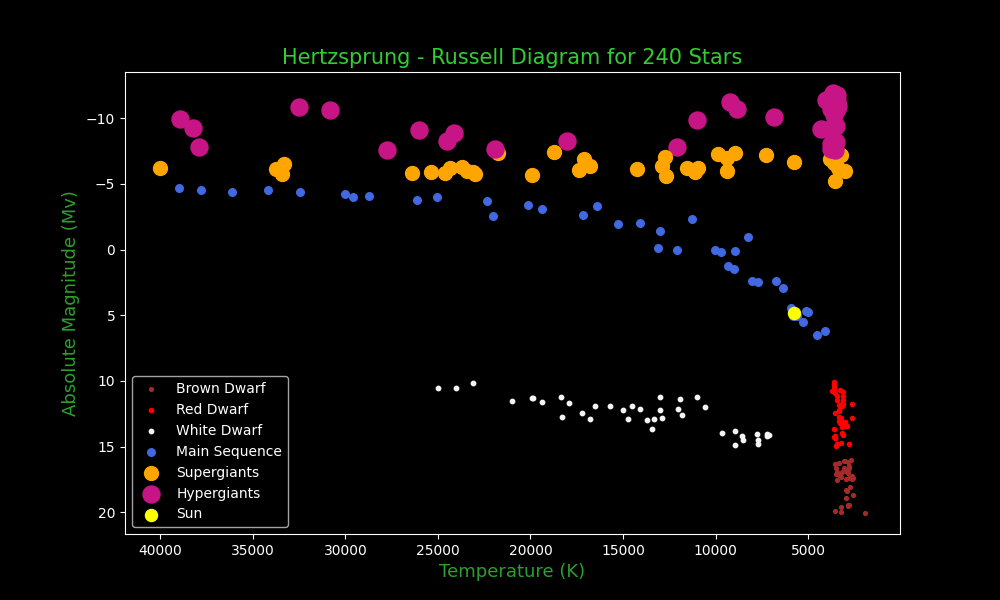 Hertzsprung - Russell Diagram for 240 Stars
Absolute Magnitude (Mv)
−10
−5
0
5
10
15
20
Brown Dwarf
Red Dwarf
White Dwarf
Main Sequence
Supergiants
Hypergiants
Sun
40000 35000 30000 25000 20000 15000 10000 5000
Temperature (K)